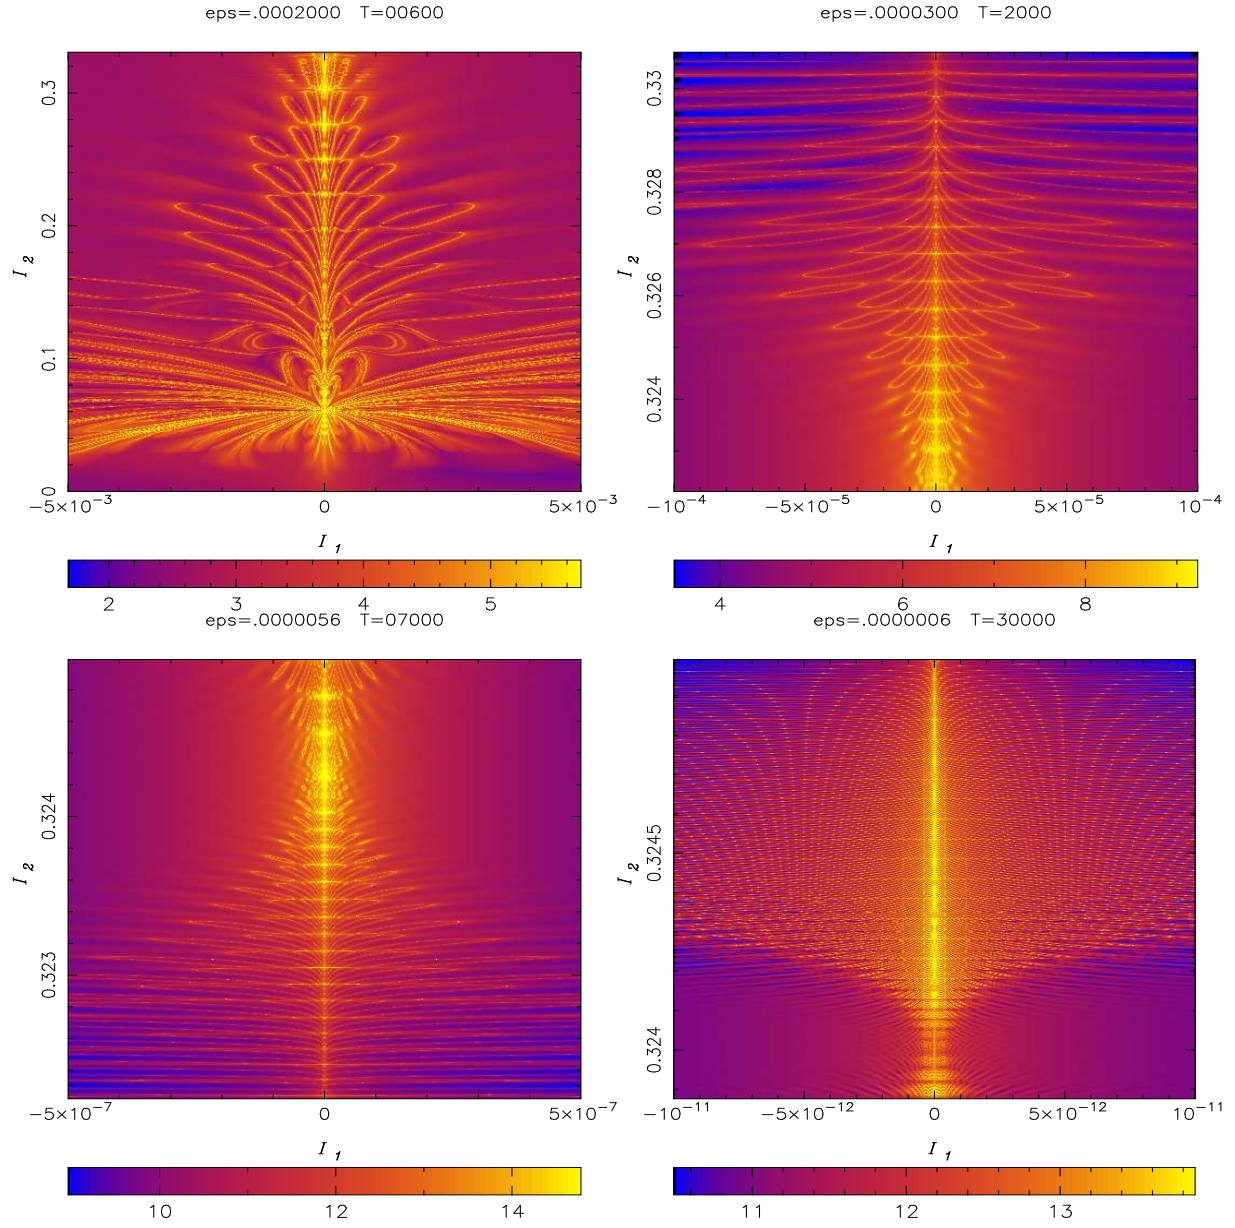 eps=.0002000 T=00600
0.3
0.2
I 2
0.1
0
−5×10−3 0 5×10−3
I 1
2 3 4 5
eps=.0000300 T=2000
0.33
0.328
I 2
0.326
0.324
−10−4 −5×10−5 0 5×10−5 10−4
I 1
4 6 8
eps=.0000056 T=07000
0.324
I 2
0.323
−5×10−7 0 5×10−7
I 1
10 12 14
eps=.0000006 T=30000
I 2
0.3245
0.324
−10−11 −5×10−12 0 5×10−12 10−11
I 1
11 12 13